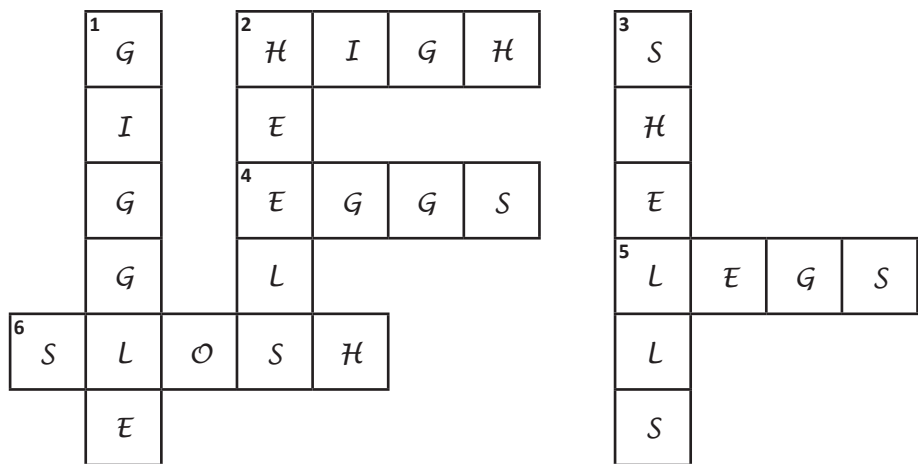 1 G 2 H I G H 3 S
I E H
G 4 E G G S E
G L 5 L E G S
6 S L O S H L
E S